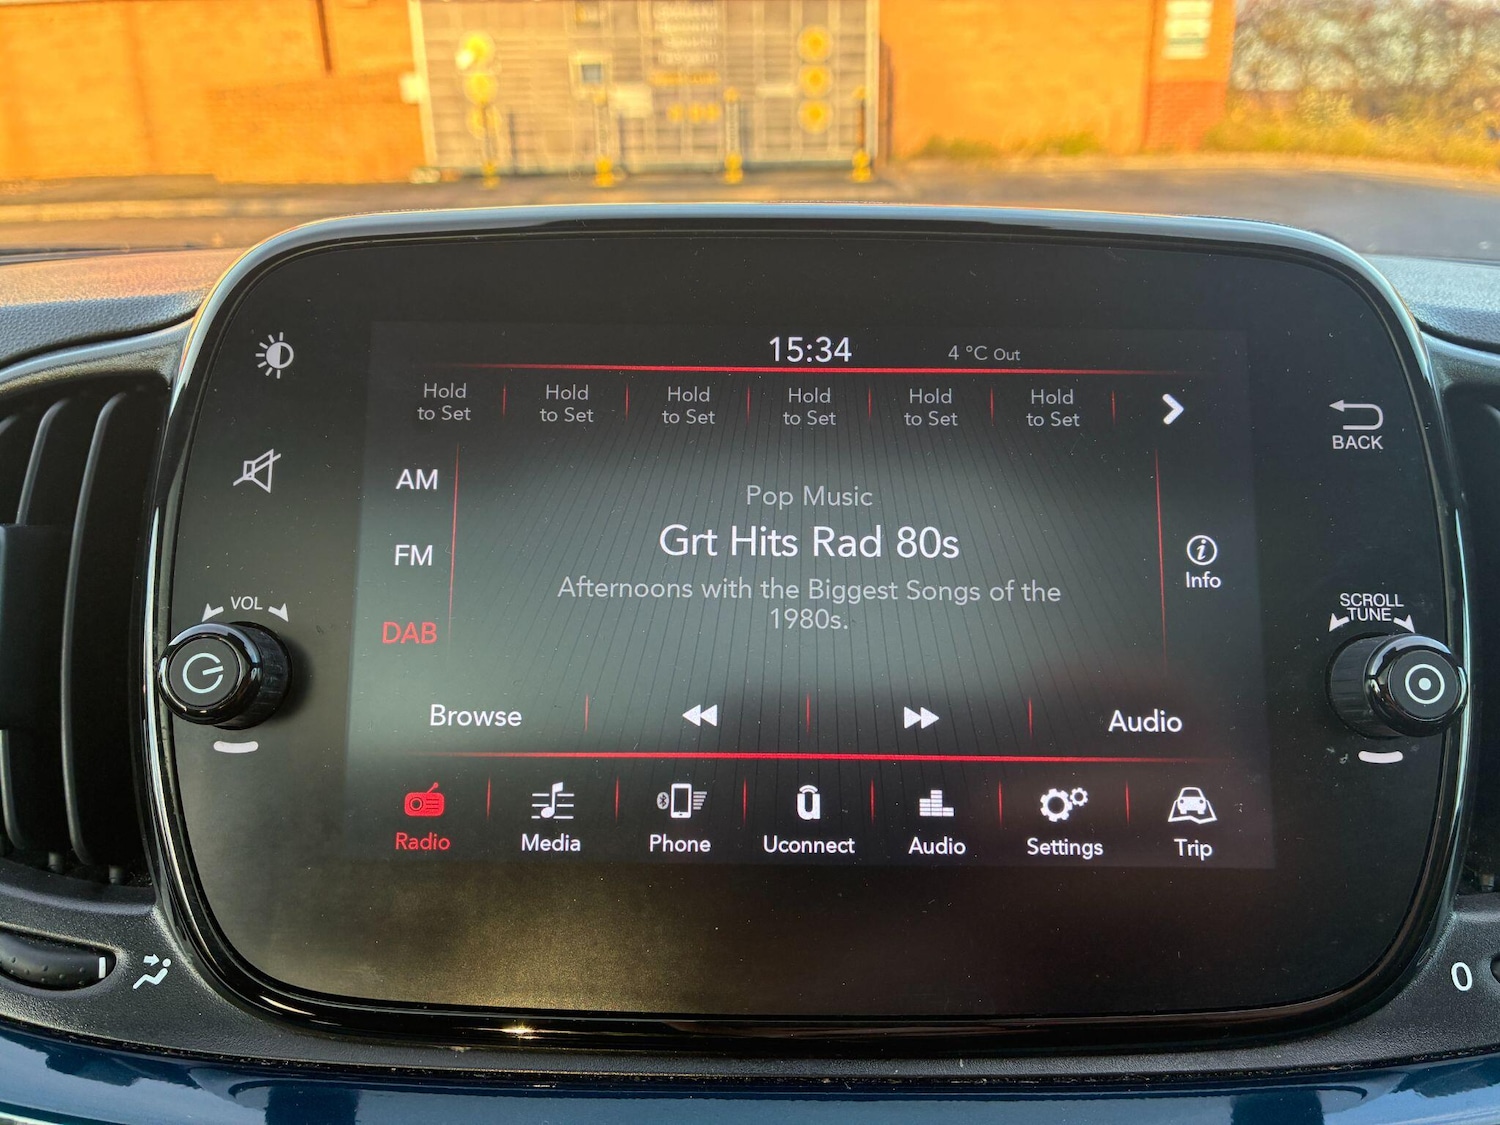 15:34
4 °C Out
Hold
to Set
Hold
to Set
Hold
to Set
Hold
to Set
Hold
to Set
Hold
to Set
BACK
AM
FM
DAB
Pop Music
Grt Hits Rad 80s
Afternoons with the Biggest Songs of the
1980s.
i
Info
VOL
SCROLL
TUNE
Browse
Audio
Radio
Media
Phone
u
Uconnect
Audio
Settings
Trip
0